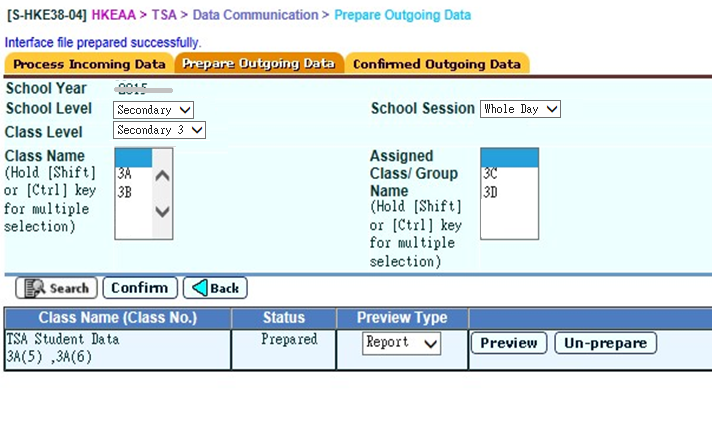 [S-HKE38-04] HKEAA > TSA > Data Communication > Prepare Outgoing Data
Interface file prepared successfully.
Process Incoming Data Prepare Outgoing Data Confirmed Outgoing Data
School Year
School Level Secondary School Session Whole Day
Class Level Secondary 3
Class Name
(Hold [Shift]
or [Ctrl] key
for multiple
selection)
3A
3B
Assigned
Class/ Group
Name
(Hold [Shift]
or [Ctrl] key
for multiple
selection)
3C
3D
Search Confirm Back
Class Name (Class No.) Status Preview Type
TSA Student Data Prepared Report Preview Un-prepare
3A(5) ,3A(6)